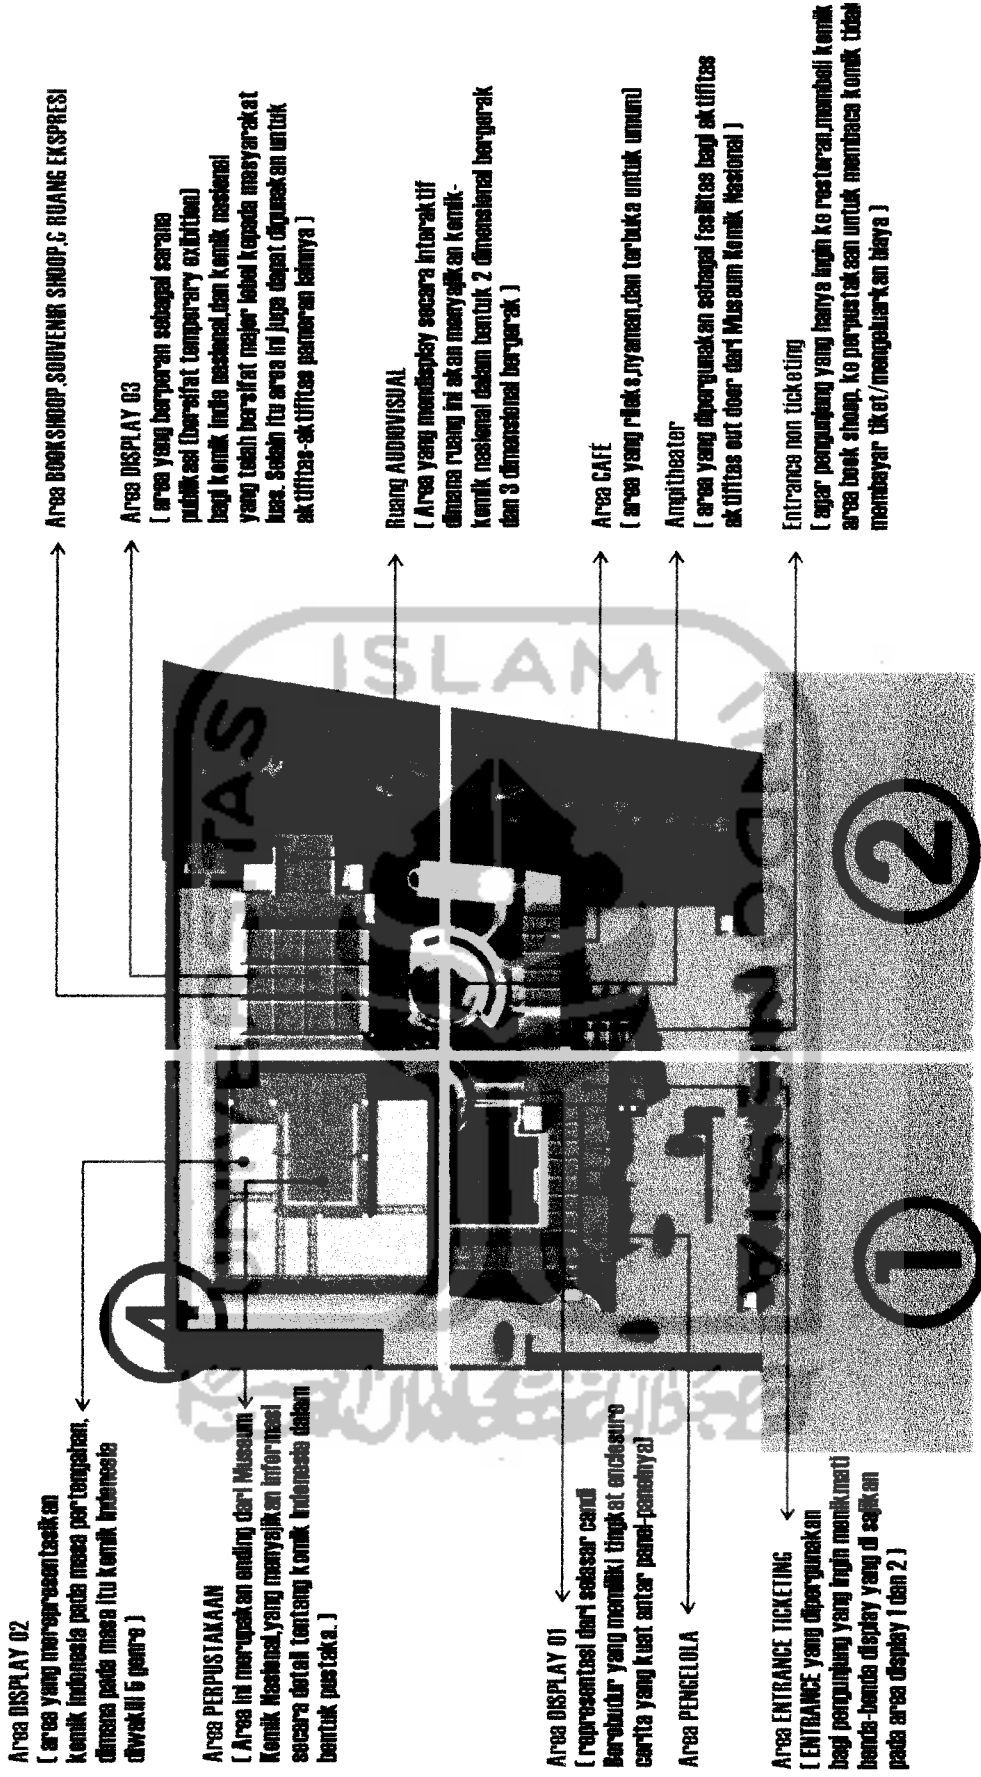 Area BOOKSHOOP,SOUVENIR SHOOP,& RUANG EKSPRESI
Area DISPLAY 03
( area yang berperan sebagai sarana
publikasi (bersifat temperary exibition)
bagi komik indie nasional,dan komik nasional
yang telah bersifat major label kepada masyarakat
luas. Selain itu area ini juga dapat digunakan untuk
aktifitas-aktifitas pameran lainnya )
Ruang AUDIOVISUAL
( Area yang mendisplay secara interaktif
dimana ruang ini akan menyajikan komik-
komik nasional dalam bentuk 2 dimensional bergerak
dan 3 dimensional bergerak )
Area CAFE
( area yang rileks,nyaman,dan terbuka untuk umum)
Ampitheater
( area yang dipergunakan sebagai fasilitas bagi aktifitas
aktifitas out door dari Museum Komik Nasional )
Entrance non ticketing
( agar pengunjung yang hanya ingin ke restoran,membeli komik
area book shoop, ke perpustakaan untuk membaca komik tidak
membayar tiket/mengeluarkan biaya )
Area DISPLAY 02
( area yang merepresentasikan
komik Indonesia pada masa pertengahan,
dimana pada masa itu komik Indonesia
diwakili 6 genre )
Area PERPUSTAKAAN
( Area ini merupakan ending dari Museum
Komik Nasional,yang menyajikan informasi
secara detail tentang komik Indonesia dalam
bentuk pustaka. )
Area DISPLAY 01
( representasi dari selasar candi
Borobudur yang memiliki tingkat enclosure
carita yang kuat antar panel-panelnya)
Area PENGELOLA
Area ENTRANCE TICKETING
( ENTRANCE yang dipergunakan
bagi pengunjung yang ingin menikmati
benda-benda display yang di sajikan
pada area display 1 dan 2 )
4
1
2
UNIVERSITAS
ISLAM
INDONESIA